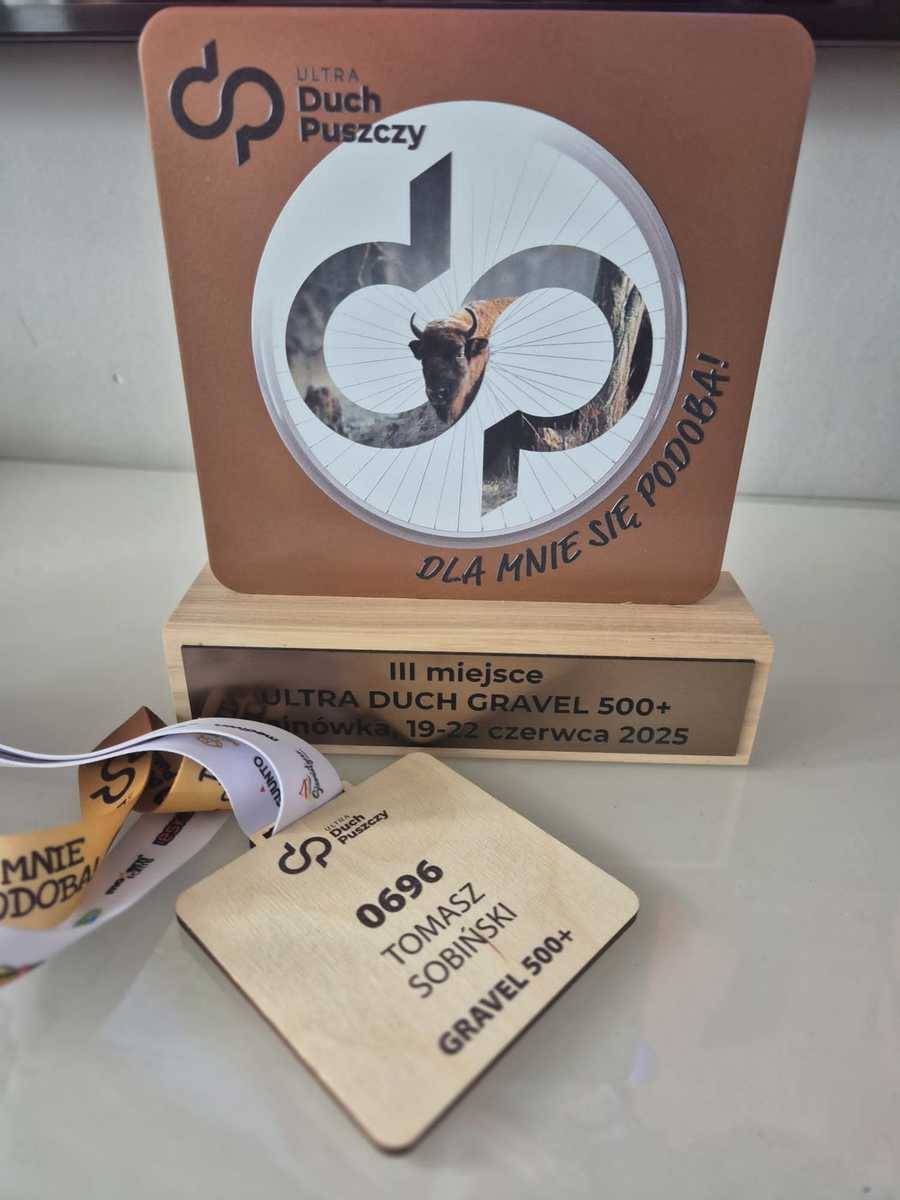 ULTRA
Duch
Puszczy
DLA MNIE SIĘ PODOBA!
III miejsce
ULTRA DUCH GRAVEL 500+
19-22 czerwca 2025
SUUNTO
MNIE
ULTRA
Duch
Puszczy
0696
TOMASZ
SOBIŃSKI
GRAVEL 500+